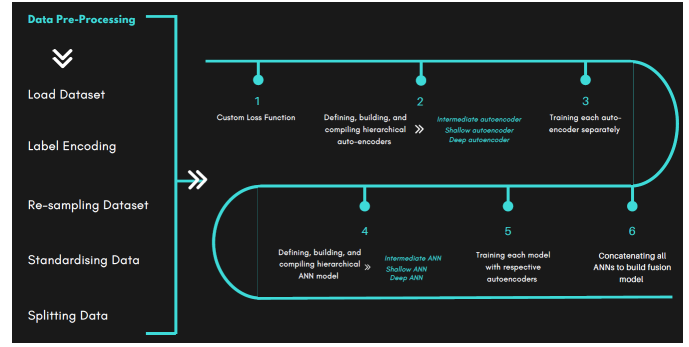 Data Pre-Processing
Load Dataset
Label Encoding
Re-sampling Dataset
Standardising Data
Splitting Data
1
Custom Loss Function
2
Defining, building, and
compiling hierarchical
auto-encoders
Intermediate autoencoder
Shallow autoencoder
Deep autoencoder
3
Training each auto-
encoder separately
4
Defining, building, and
compiling hierarchical
ANN model
Intermediate ANN
Shallow ANN
Deep ANN
5
Training each model
with respective
autoencoders
6
Concatenating all
ANNs to build fusion
model